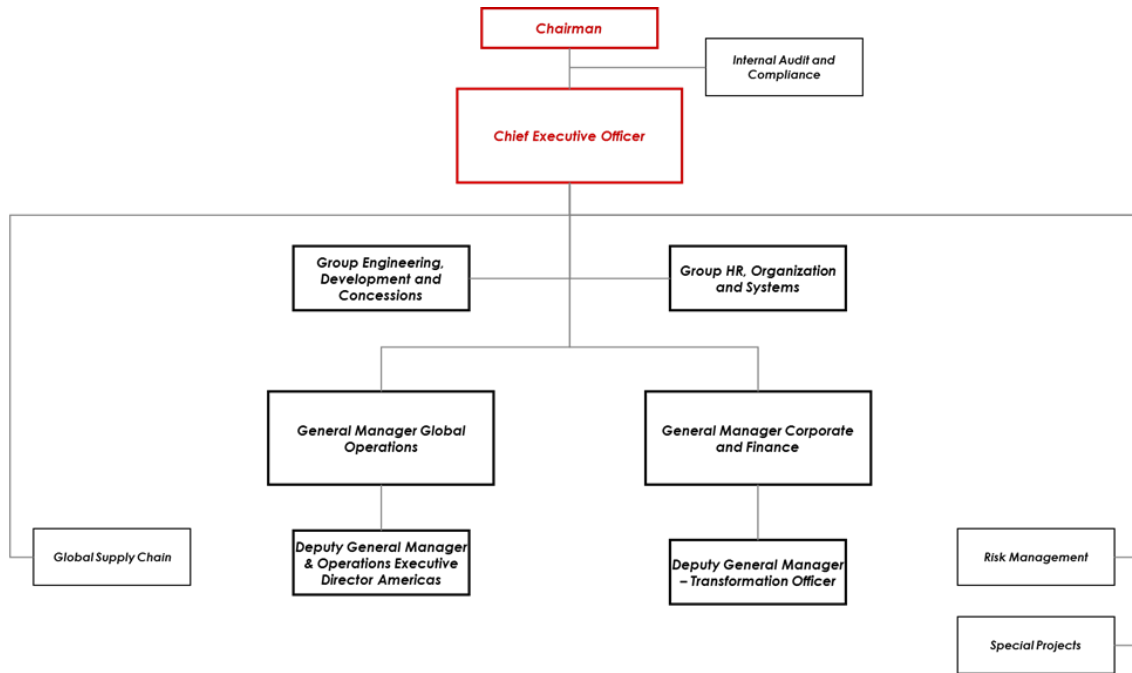 Chairman
Internal Audit and
Compliance
Chief Executive Officer
Group Engineering,
Development and
Concessions
Group HR, Organization
and Systems
General Manager Global
Operations
General Manager Corporate
and Finance
Global Supply Chain
Deputy General Manager
& Operations Executive
Director Americas
Deputy General Manager
– Transformation Officer
Risk Management
Special Projects